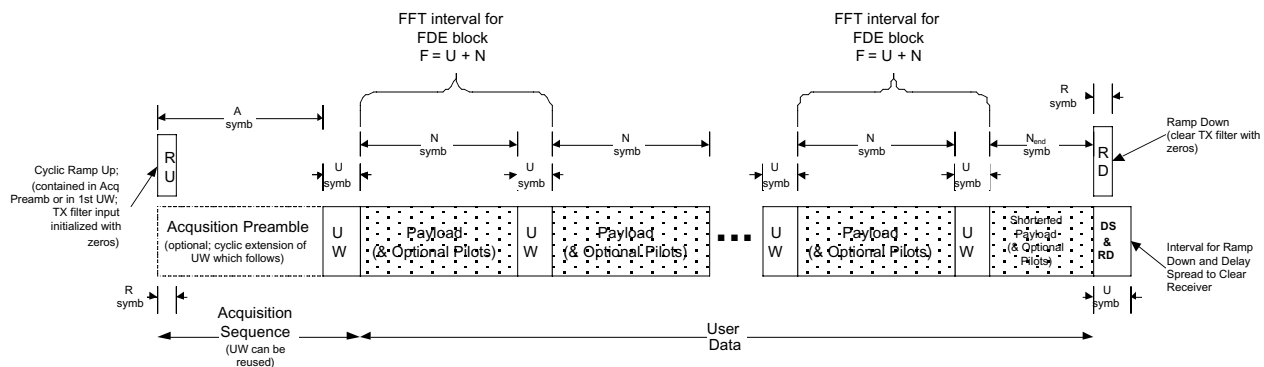 FFT interval for
FDE block
F = U + N
FFT interval for
FDE block
F = U + N
A
symb
N
symb
N
symb
N
symb
Nend
symb
R
symb
Ramp Down
(clear TX filter with
zeros)
R
U
R
D
Cyclic Ramp Up;
(contained in Acq
Preamb or in 1st UW;
TX filter input
initialized with
zeros)
U
symb
U
symb
U
symb
U
symb
Acqusition Preamble
(optional; cyclic extension of
UW which follows)
U
W
Payload
(& Optional Pilots)
U
W
Payload
(& Optional Pilots)
U
W
Payload
(& Optional Pilots)
U
W
Shortened
Payload
(& Optional
Pilots)
DS
&
RD
Interval for Ramp
Down and Delay
Spread to Clear
Receiver
R
symb
U
symb
Acquisition
Sequence
(UW can be
reused)
User
Data